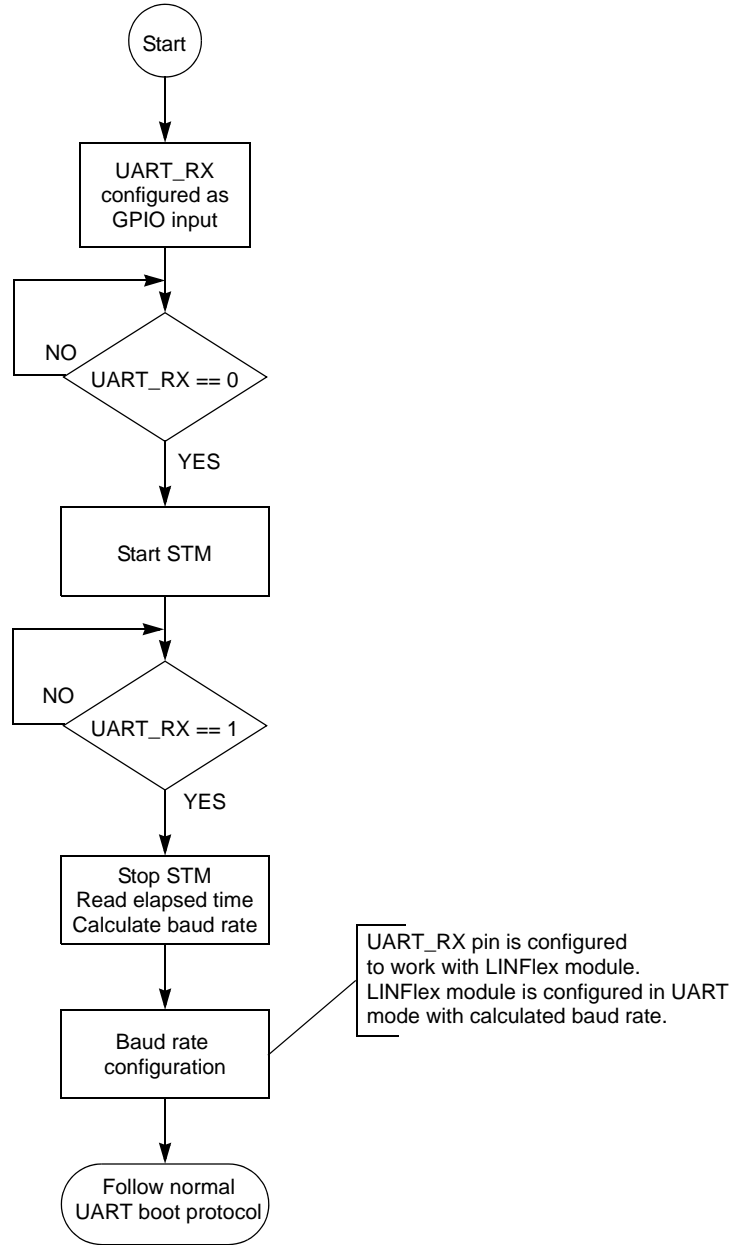 Start
UART_RX
configured as
GPIO input
NO
UART_RX == 0
YES
Start STM
NO
UART_RX == 1
YES
Stop STM
Read elapsed time
Calculate baud rate
UART_RX pin is configured
to work with LINFlex module.
LINFlex module is configured in UART
mode with calculated baud rate.
Baud rate
configuration
Follow normal
UART boot protocol